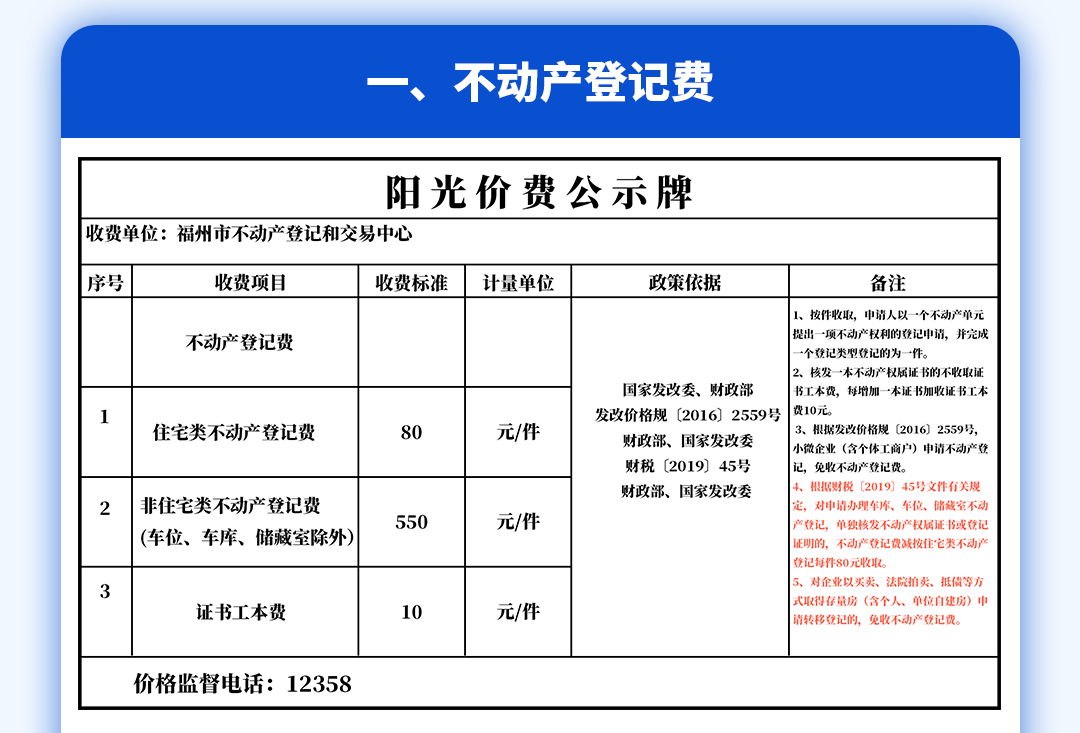 一、不动产登记费
阳光价费公示牌
收费单位：福州市不动产登记和交易中心
序号 收费项目 收费标准 计量单位 政策依据 备注
不动产登记费
1 住宅类不动产登记费 80 元/件
2 非住宅类不动产登记费
(车位、车库、储藏室除外） 550 元/件
3 证书工本费 10 元/件
国家发改委、财政部
发改价格规〔2016〕2559号
财政部、国家发改委
财税〔2019〕45号
财政部、国家发改委
1、按件收取，申请人以一个不动产单元
提出一项不动产权利的登记申请，并完成
一个登记类型登记的为一件。
2、核发一本不动产权属证书的不收取证
书工本费，每增加一本证书加收证书工本
费10元。
3、根据发改价格规〔2016〕2559号，
小微企业（含个体工商户）申请不动产登
记，免收不动产登记费。
4、根据财税〔2019〕45号文件有关规
定，对申请办理车库、车位、储藏室不动
产登记，单独核发不动产权属证书或登记
证明的，不动产登记费减按住宅类不动产
登记每件80元收取。
5、对企业以买卖、法院拍卖、抵债等方
式取得存量房（含个人、单位自建房）申
请转移登记的，免收不动产登记费。
价格监督电话：12358